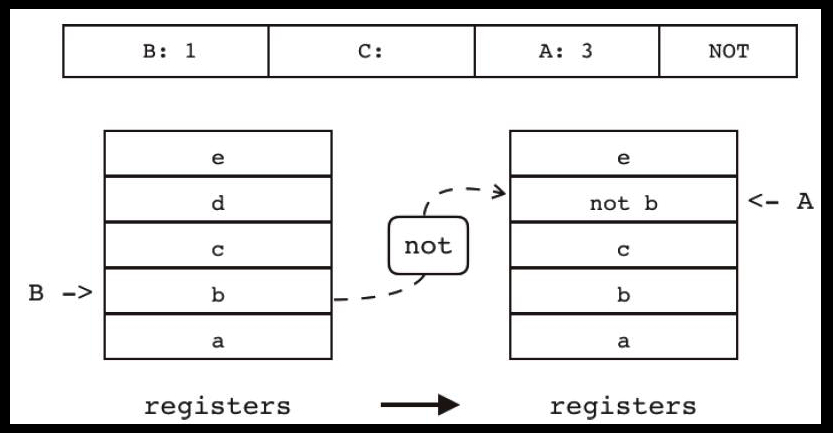 B: 1 C: A: 3 NOT
e e
d not b <- A
c not c
B -> b b
a a
registers registers